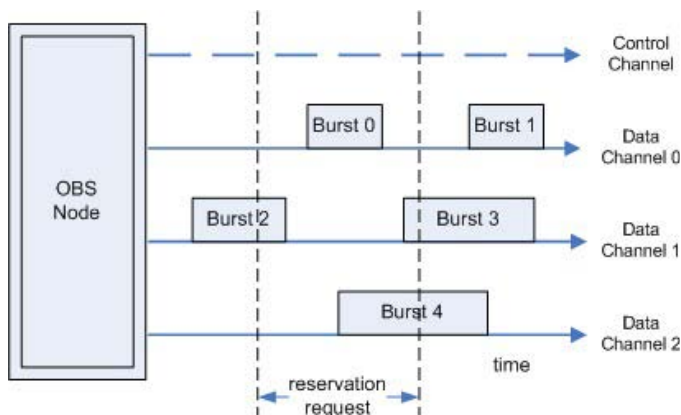 Control
Channel
Burst 0
Burst 1
Data
Channel 0
OBS
Node
Burst 2
Burst 3
Data
Channel 1
Burst 4
Data
Channel 2
time
reservation
request